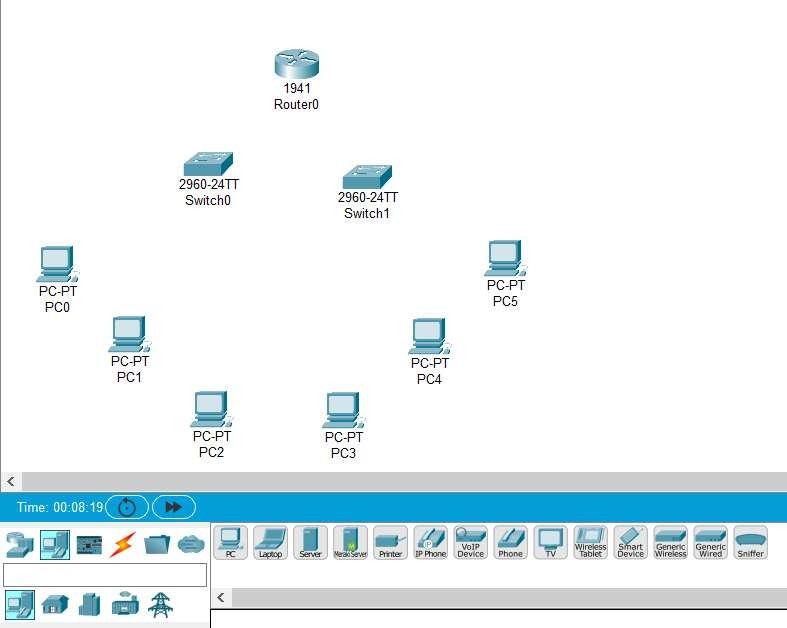 1941
Router0
2960-24TT
Switch0
2960-24TT
Switch1
PC-PT
PC0
PC-PT
PC5
PC-PT
PC1
PC-PT
PC4
PC-PT
PC2
PC-PT
PC3
Time: 00:08:19
PC
Laptop
Server
Meraki Server
Printer
IP Phone
VoIP
Device
Phone
TV
Wireless
Tablet
Smart
Device
Generic
Wireless
Generic
Wired
Sniffer